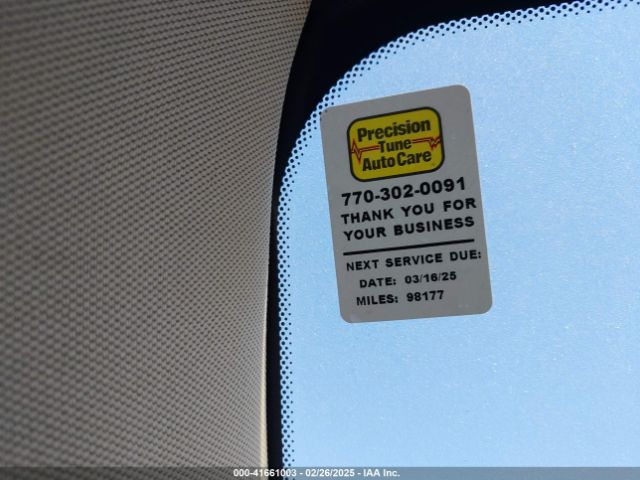 Precision
Tune
Auto Care
770-302-0091
THANK YOU FOR
YOUR BUSINESS
NEXT SERVICE DUE:
DATE: 03/16/25
MILES: 98177
000-41661003 - 02/26/2025 - IAA Inc.